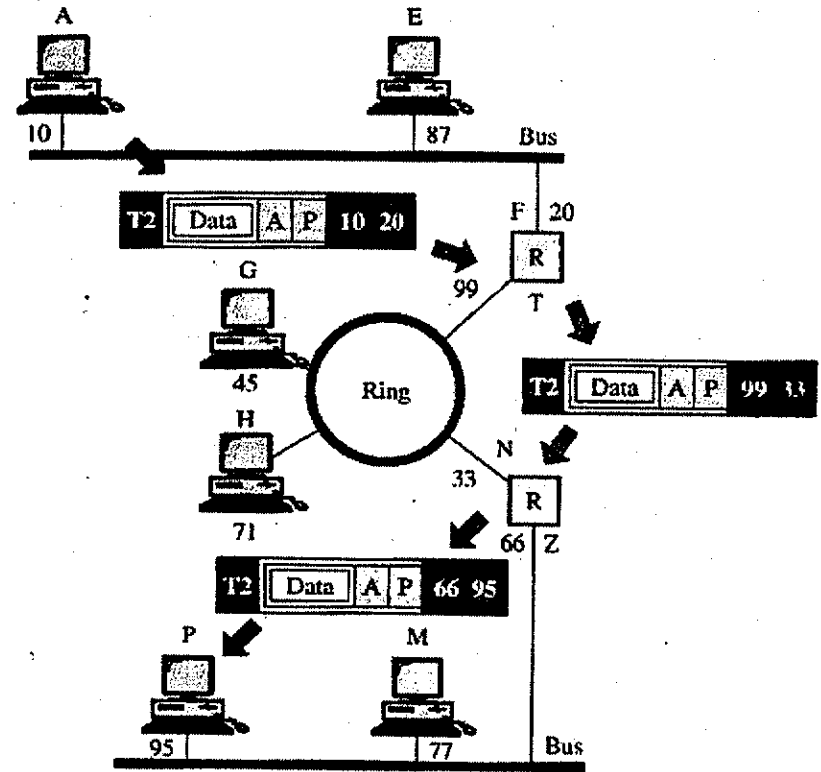 A E
10 87 Bus
T2 Data A P 10 20
F 20
R
G
99 T
45
Ring
T2 Data A P 99 33
H
N
33
R
71
66 Z
T2 Data A P 66 95
P M
95 77 Bus